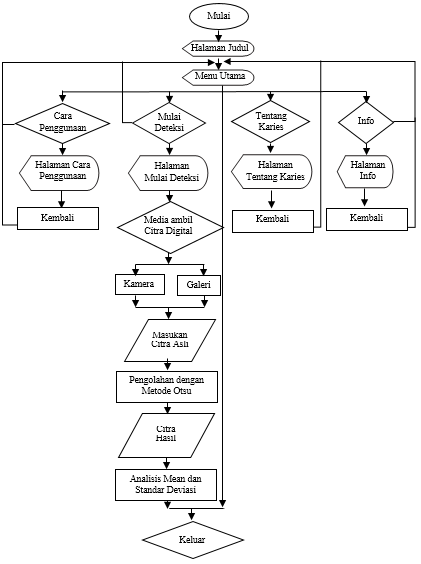 Mulai
Halaman Judul
Menu Utama
Cara
Penggunaan
Mulai
Deteksi
Tentang
Karies
Info
Halaman Cara
Penggunaan
Halaman
Mulai Deteksi
Halaman
Tentang Karies
Halaman
Info
Kembali
Media ambil
Citra Digital
Kembali
Kembali
Kamera
Galeri
Masukan
Citra Asli
Pengolahan dengan
Metode Otsu
Citra
Hasil
Analisis Mean dan
Standar Deviasi
Keluar